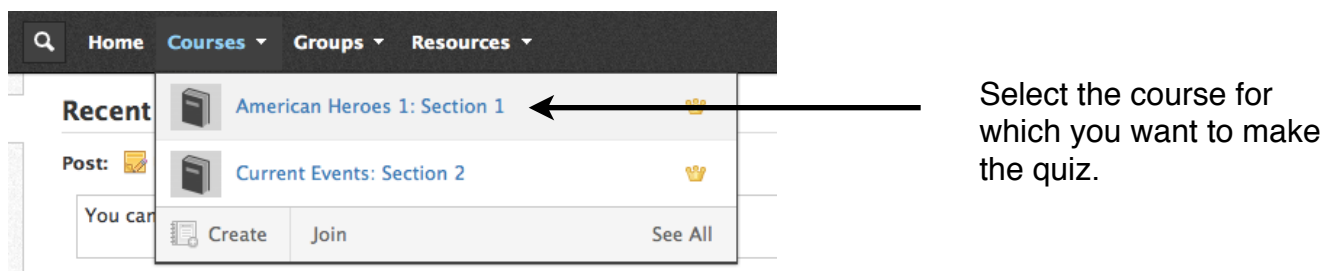 Home Courses Groups Resources
Recent
American Heroes 1: Section 1
Post:
Current Events: Section 2
You can
Create Join See All
Select the course for
which you want to make
the quiz.